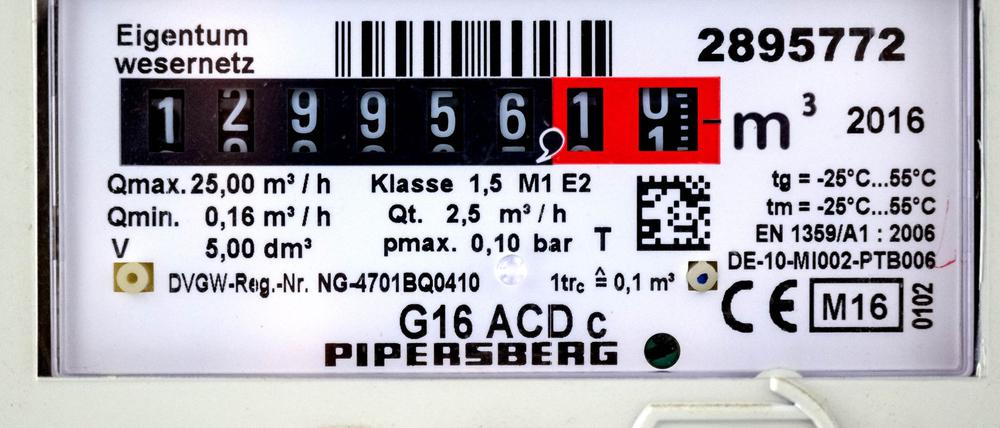 Eigentum
wesernetz
2895772
129956,10
1
m³ 2016
Qmax. 25,00 m³ / h Klasse 1,5 M1 E2
tg = -25°C...55°C
Qmin. 0,16 m³ / h Qt. 2,5 m³ / h
tm = -25°C...55°C
V 5,00 dm³ pmax. 0,10 bar T
EN 1359/A1 : 2006
DE-10-MI002-PTB006
DVGW-Reg.-Nr. NG-4701BQ0410 1trc ≙ 0,1 m³
CE M16 0102
G16 ACD c
PIPERSBERG